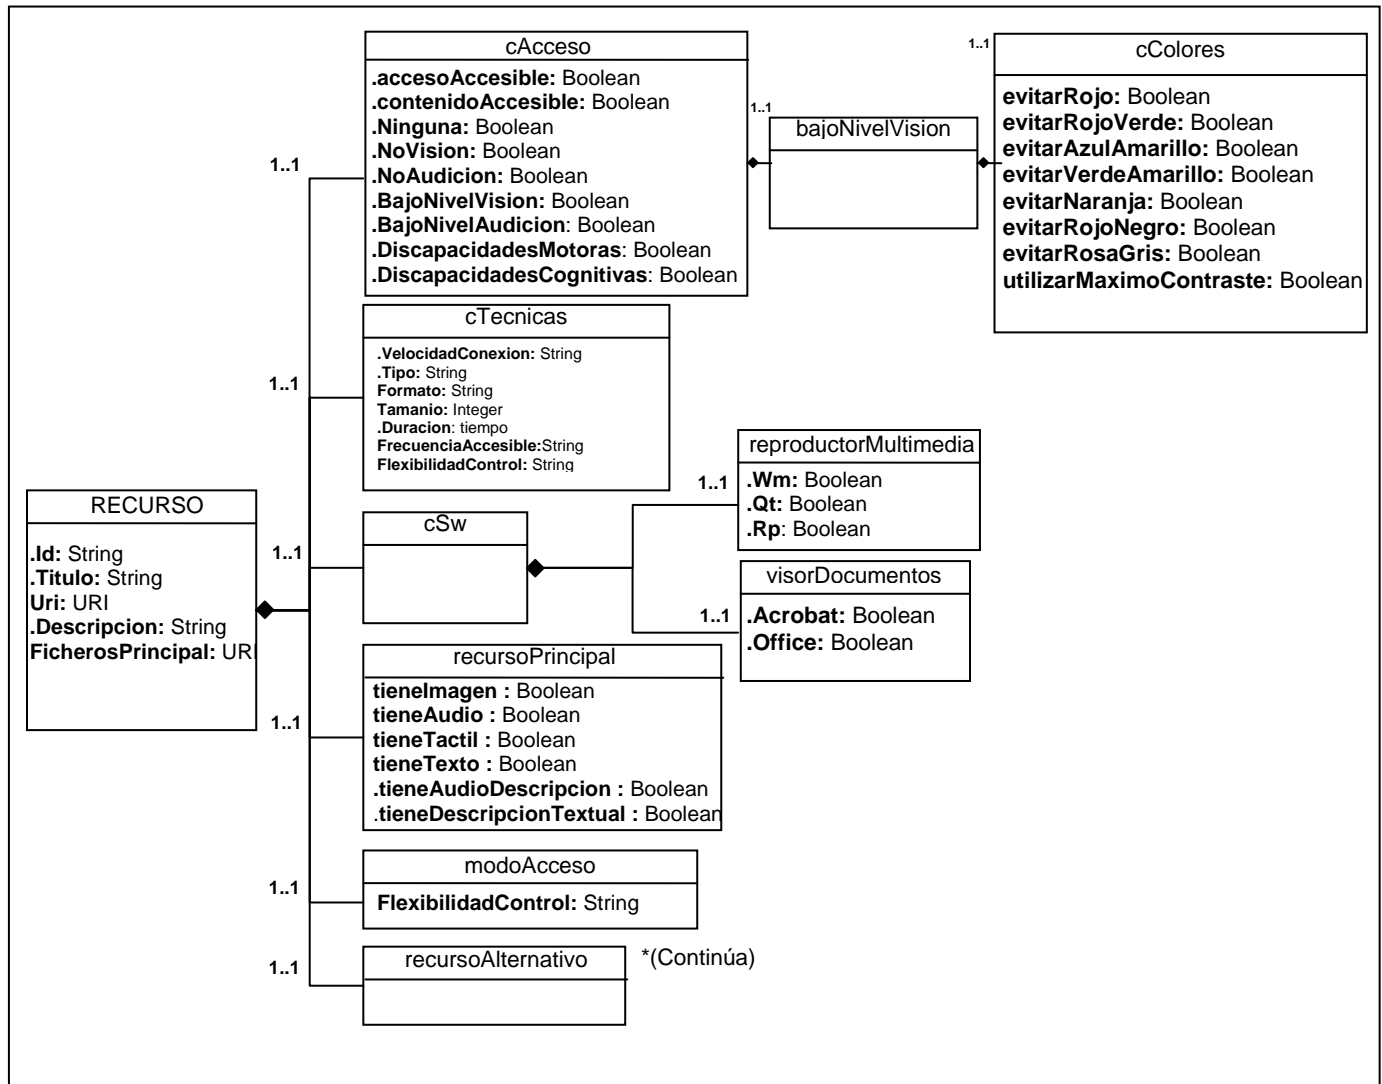 cAcceso
.accesoAccesible: Boolean
.contenidoAccesible: Boolean
.Ninguna: Boolean
.NoVision: Boolean
.NoAudicion: Boolean
.BajoNivelVision: Boolean
.BajoNivelAudicion: Boolean
.DiscapacidadesMotoras: Boolean
.DiscapacidadesCognitivas: Boolean
1..1
1..1
bajoNivelVision
1..1
cColores
evitarRojo: Boolean
evitarRojoVerde: Boolean
evitarAzulAmarillo: Boolean
evitarVerdeAmarillo: Boolean
evitarNaranja: Boolean
evitarRojoNegro: Boolean
evitarRosaGris: Boolean
utilizarMaximoContraste: Boolean
cTecnicas
.VelocidadConexion: String
.Tipo: String
Formato: String
Tamanio: Integer
.Duracion: tiempo
FrecuenciaAccesible:String
FlexibilidadControl: String
1..1
RECURSO
.Id: String
.Titulo: String
Uri: URI
.Descripcion: String
FicherosPrincipal: URI
1..1
cSw
1..1
reproductorMultimedia
.Wm: Boolean
.Qt: Boolean
.Rp: Boolean
1..1
visorDocumentos
.Acrobat: Boolean
.Office: Boolean
1..1
recursoPrincipal
tieneImagen : Boolean
tieneAudio : Boolean
tieneTactil : Boolean
tieneTexto : Boolean
.tieneAudioDescripcion : Boolean
.tieneDescripcionTextual : Boolean
1..1
modoAcceso
FlexibilidadControl: String
1..1
recursoAlternativo
*(Continúa)